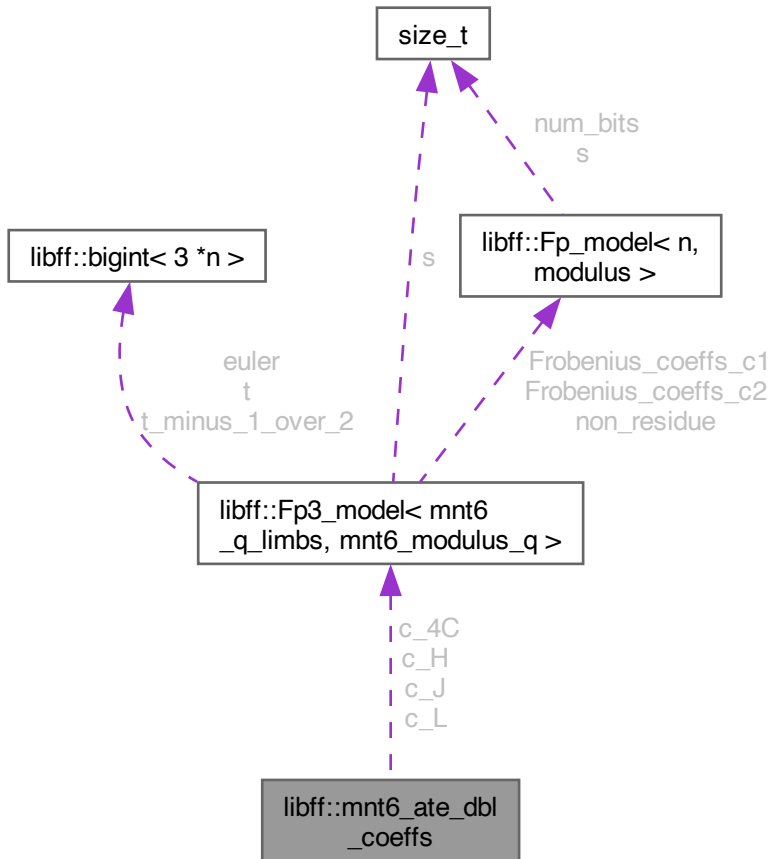 size_t
num_bits
s
libff::bigint< 3 *n >
libff::Fp_model< n,
modulus >
s
euler
t
t_minus_1_over_2
Frobenius_coeffs_c1
Frobenius_coeffs_c2
non_residue
libff::Fp3_model< mnt6
_q_limbs, mnt6_modulus_q >
c_4C
c_H
c_J
c_L
libff::mnt6_ate_dbl
_coeffs